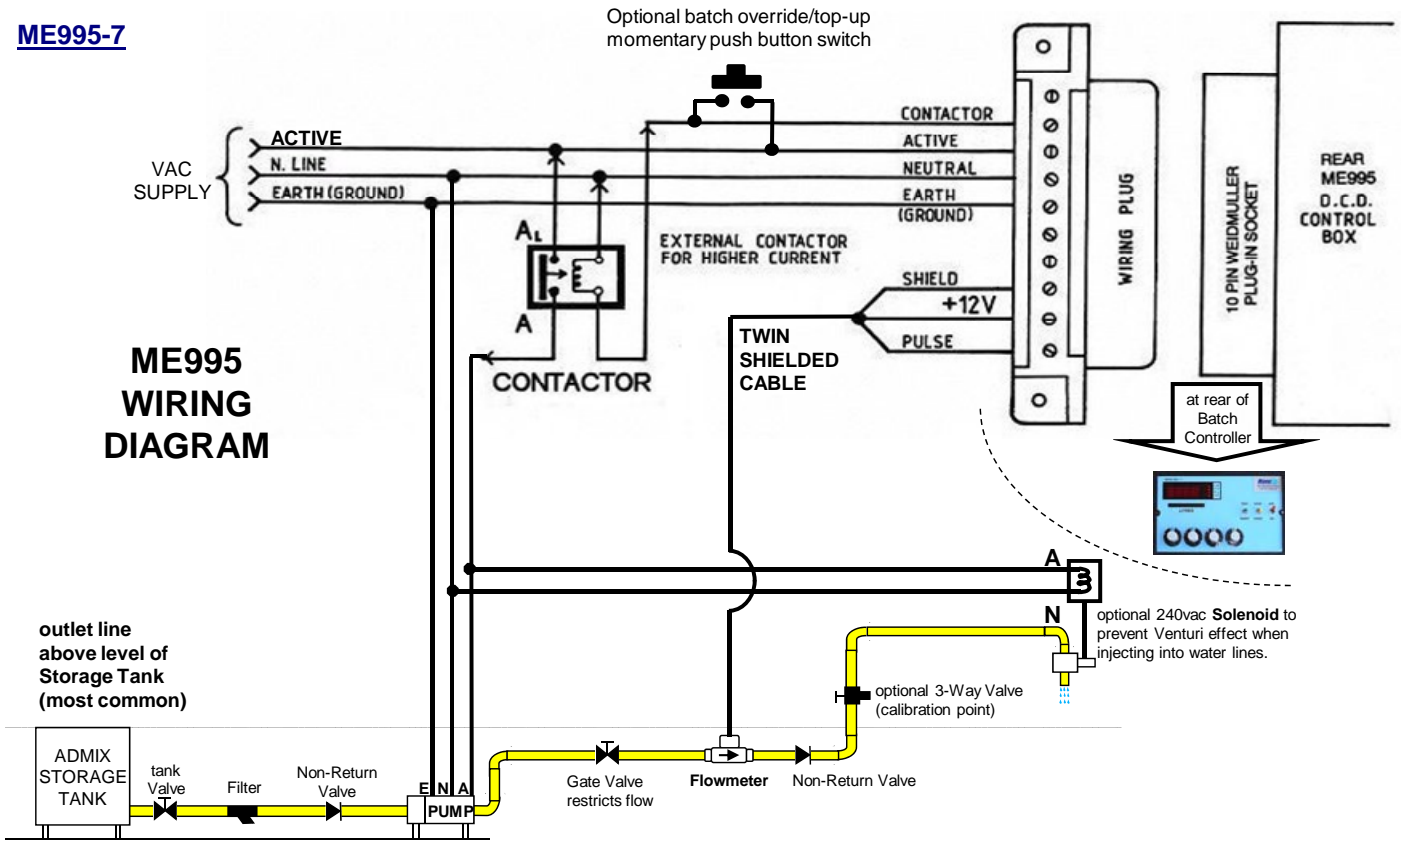 ME995-7
Optional batch override/top-up
momentary push button switch
VAC
SUPPLY
ACTIVE
N. LINE
EARTH (GROUND)
CONTACTOR
ACTIVE
NEUTRAL
EARTH
(GROUND)
SHIELD
+12V
PULSE
WIRING PLUG
10 PIN WEIDMULLER
PLUG-IN SOCKET
REAR
ME995
D.C.D.
CONTROL
BOX
A1
A
EXTERNAL CONTACTOR
FOR HIGHER CURRENT
CONTACTOR
TWIN
SHIELDED
CABLE
ME995
WIRING
DIAGRAM
at rear of
Batch
Controller
A
N
optional 240vac Solenoid to
prevent Venturi effect when
injecting into water lines.
outlet line
above level of
Storage Tank
(most common)
optional 3-Way Valve
(calibration point)
ADMIX
STORAGE
TANK
tank
Valve
Filter
Non-Return
Valve
E N A
PUMP
Gate Valve
restricts flow
Flowmeter
Non-Return Valve